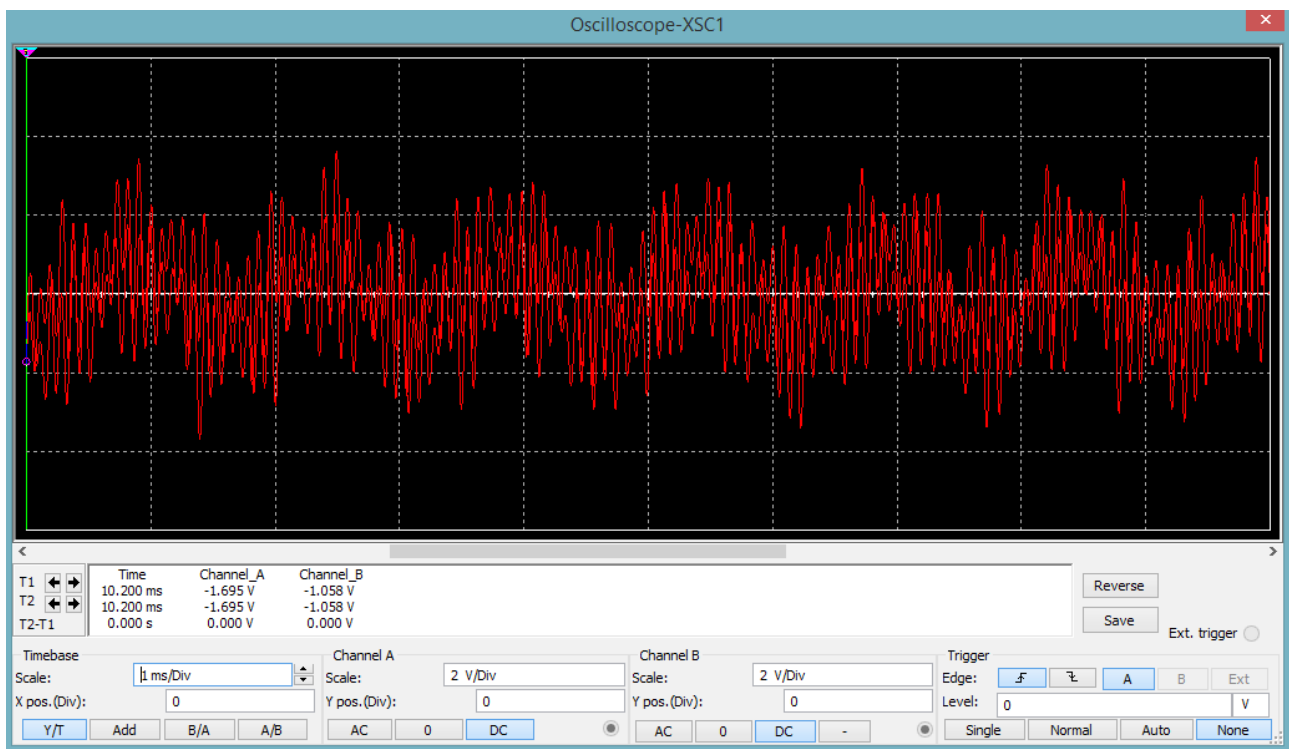 Oscilloscope-XSC1
T1
T2
T2-T1
Time Channel_A Channel_B
10.200 ms -1.695 V -1.058 V
10.200 ms -1.695 V -1.058 V
0.000 s 0.000 V 0.000 V
Reverse
Save
Ext. trigger
Timebase
Scale: 1 ms/Div
X pos.(Div): 0
Y/T Add B/A A/B
Channel A
Scale: 2 V/Div
Y pos.(Div): 0
AC 0 DC
Channel B
Scale: 2 V/Div
Y pos.(Div): 0
AC 0 DC -
Trigger
Edge: A B Ext
Level: 0 V
Single Normal Auto None